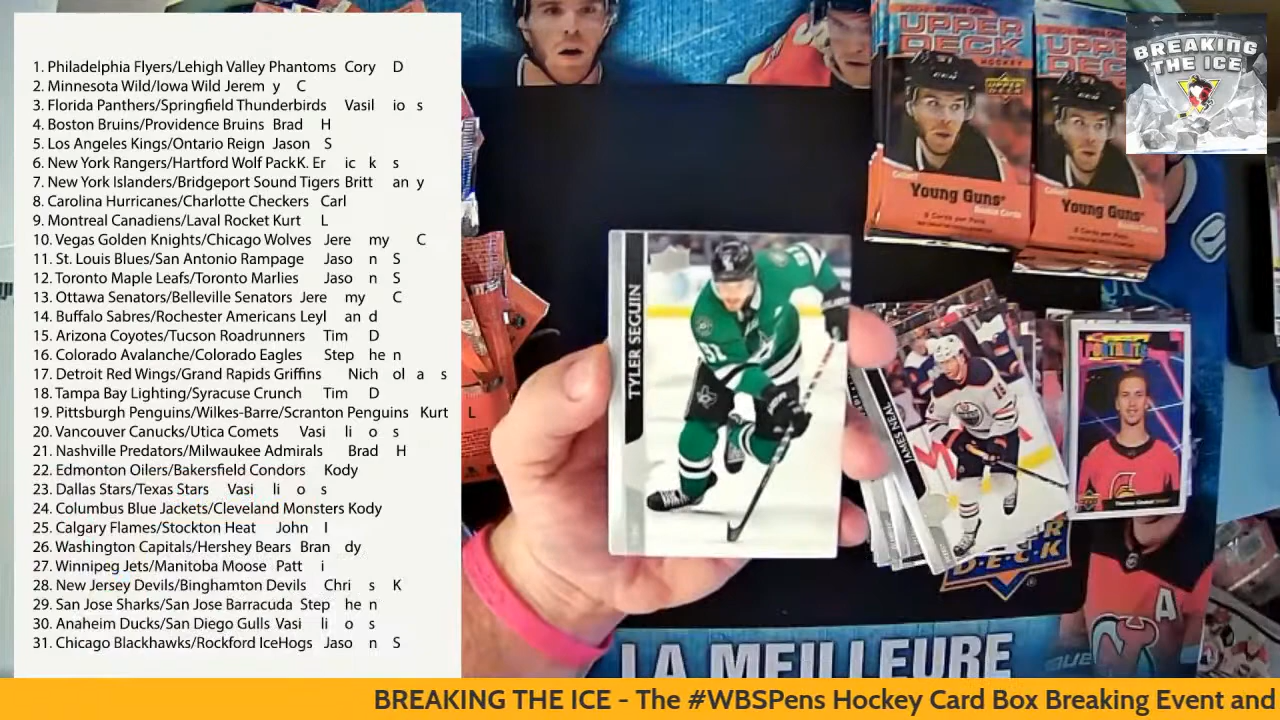 1. Philadelphia Flyers/Lehigh Valley Phantoms Cory D
2. Minnesota Wild/Iowa Wild Jerem y C
3. Florida Panthers/Springfield Thunderbirds Vasil io s
4. Boston Bruins/Providence Bruins Brad H
5. Los Angeles Kings/Ontario Reign Jason S
6. New York Rangers/Hartford Wolf PackK. Er ic k s
7. New York Islanders/Bridgeport Sound Tigers Britt an y
8. Carolina Hurricanes/Charlotte Checkers Carl
9. Montreal Canadiens/Laval Rocket Kurt L
10. Vegas Golden Knights/Chicago Wolves Jere my C
11. St. Louis Blues/San Antonio Rampage Jaso n S
12. Toronto Maple Leafs/Toronto Marlies Jaso n S
13. Ottawa Senators/Belleville Senators Jere my C
14. Buffalo Sabres/Rochester Americans Leyl an d
15. Arizona Coyotes/Tucson Roadrunners Tim D
16. Colorado Avalanche/Colorado Eagles Step he n
17. Detroit Red Wings/Grand Rapids Griffins Nich ol a s
18. Tampa Bay Lighting/Syracuse Crunch Tim D
19. Pittsburgh Penguins/Wilkes-Barre/Scranton Penguins Kurt L
20. Vancouver Canucks/Utica Comets Vasi li o s
21. Nashville Predators/Milwaukee Admirals Brad H
22. Edmonton Oilers/Bakersfield Condors Kody
23. Dallas Stars/Texas Stars Vasi li o s
24. Columbus Blue Jackets/Cleveland Monsters Kody
25. Calgary Flames/Stockton Heat John I
26. Washington Capitals/Hershey Bears Bran dy
27. Winnipeg Jets/Manitoba Moose Patt i
28. New Jersey Devils/Binghamton Devils Chri s K
29. San Jose Sharks/San Jose Barracuda Step he n
30. Anaheim Ducks/San Diego Gulls Vasi li o s
31. Chicago Blackhawks/Rockford IceHogs Jaso n S
TYLER SEGUIN
UPPER
DECK
HOCKEY
Young Guns
8 Cards per Pack
UPPE
DECK
Young Guns
BREAKING
THE ICE
JAMES NEAL
18
PORTRAITS
DECK
A
LA MEILLEURE
BREAKING THE ICE - The #WBSPens Hockey Card Box Breaking Event and